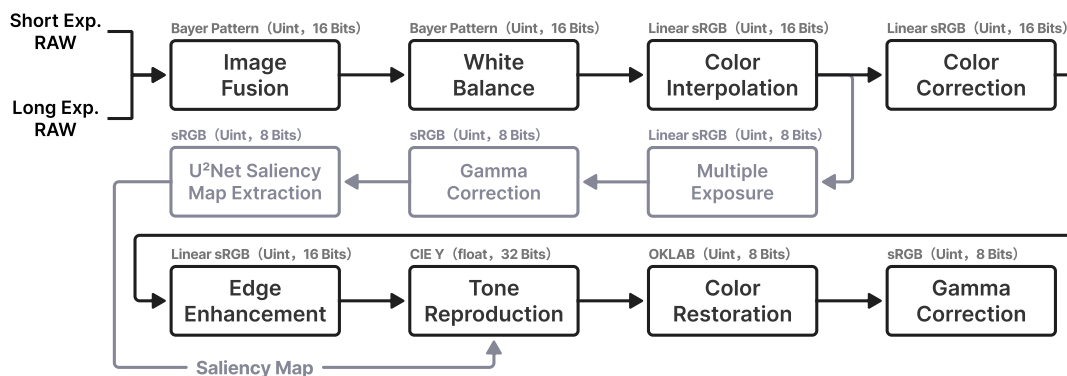 Short Exp.
RAW
Long Exp.
RAW
Bayer Pattern（Uint，16 Bits）
Image
Fusion
Bayer Pattern（Uint，16 Bits）
White
Balance
Linear sRGB（Uint，16 Bits）
Color
Interpolation
Linear sRGB（Uint，16 Bits）
Color
Correction
sRGB（Uint，8 Bits）
U²Net Saliency
Map Extraction
sRGB（Uint，8 Bits）
Gamma
Correction
Linear sRGB（Uint，8 Bits）
Multiple
Exposure
Linear sRGB（Uint，16 Bits）
Edge
Enhancement
CIE Y（float，32 Bits）
Tone
Reproduction
OKLAB（Uint，8 Bits）
Color
Restoration
sRGB（Uint，8 Bits）
Gamma
Correction
Saliency Map